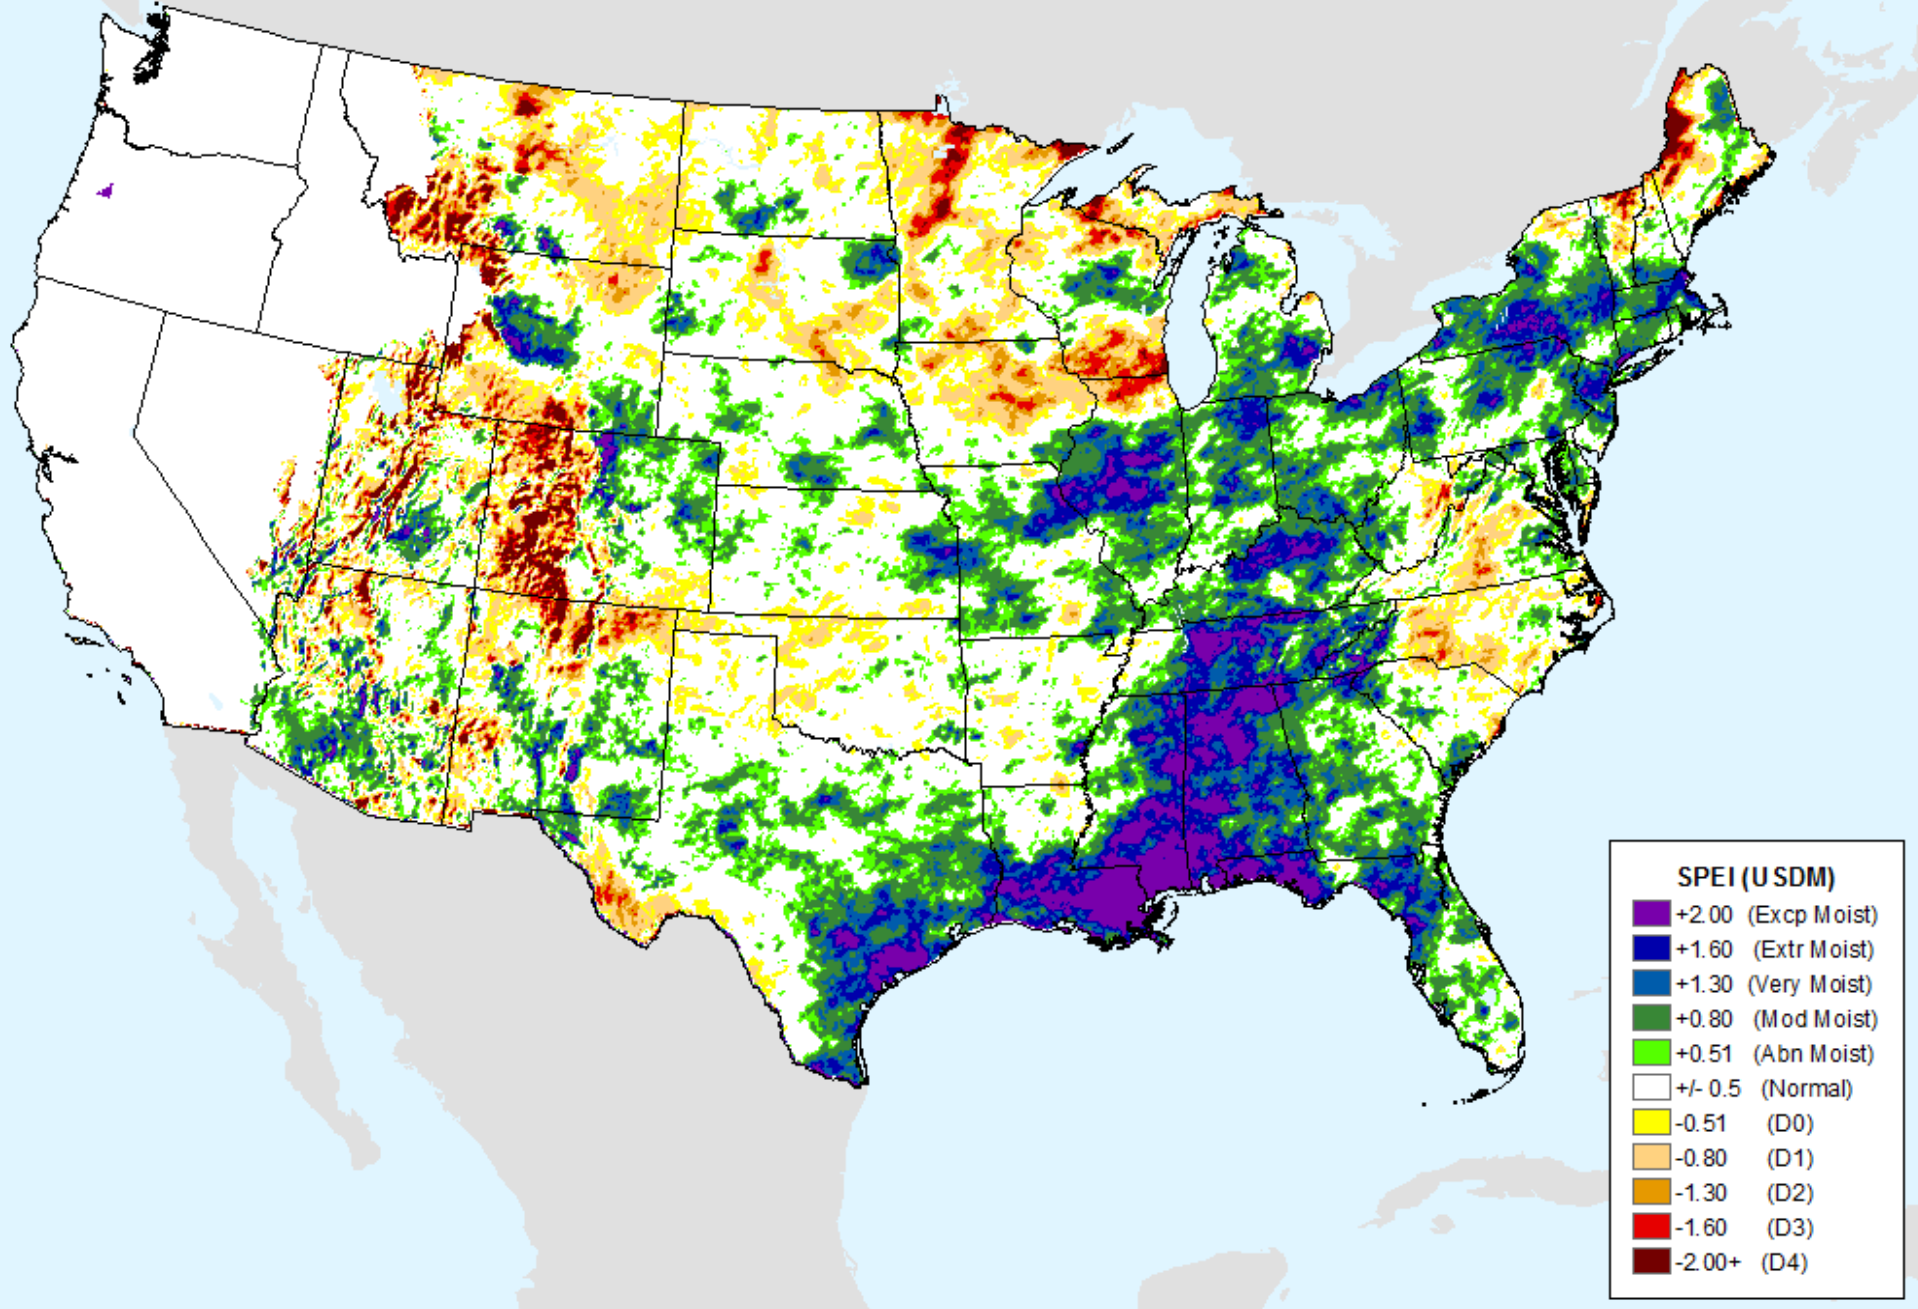 SPEI (USDM)
+2.00 (Excp Moist)
+1.60 (Extr Moist)
+1.30 (Very Moist)
+0.80 (Mod Moist)
+0.51 (Abn Moist)
+/- 0.5 (Normal)
-0.51 (D0)
-0.80 (D1)
-1.30 (D2)
-1.60 (D3)
-2.00+ (D4)